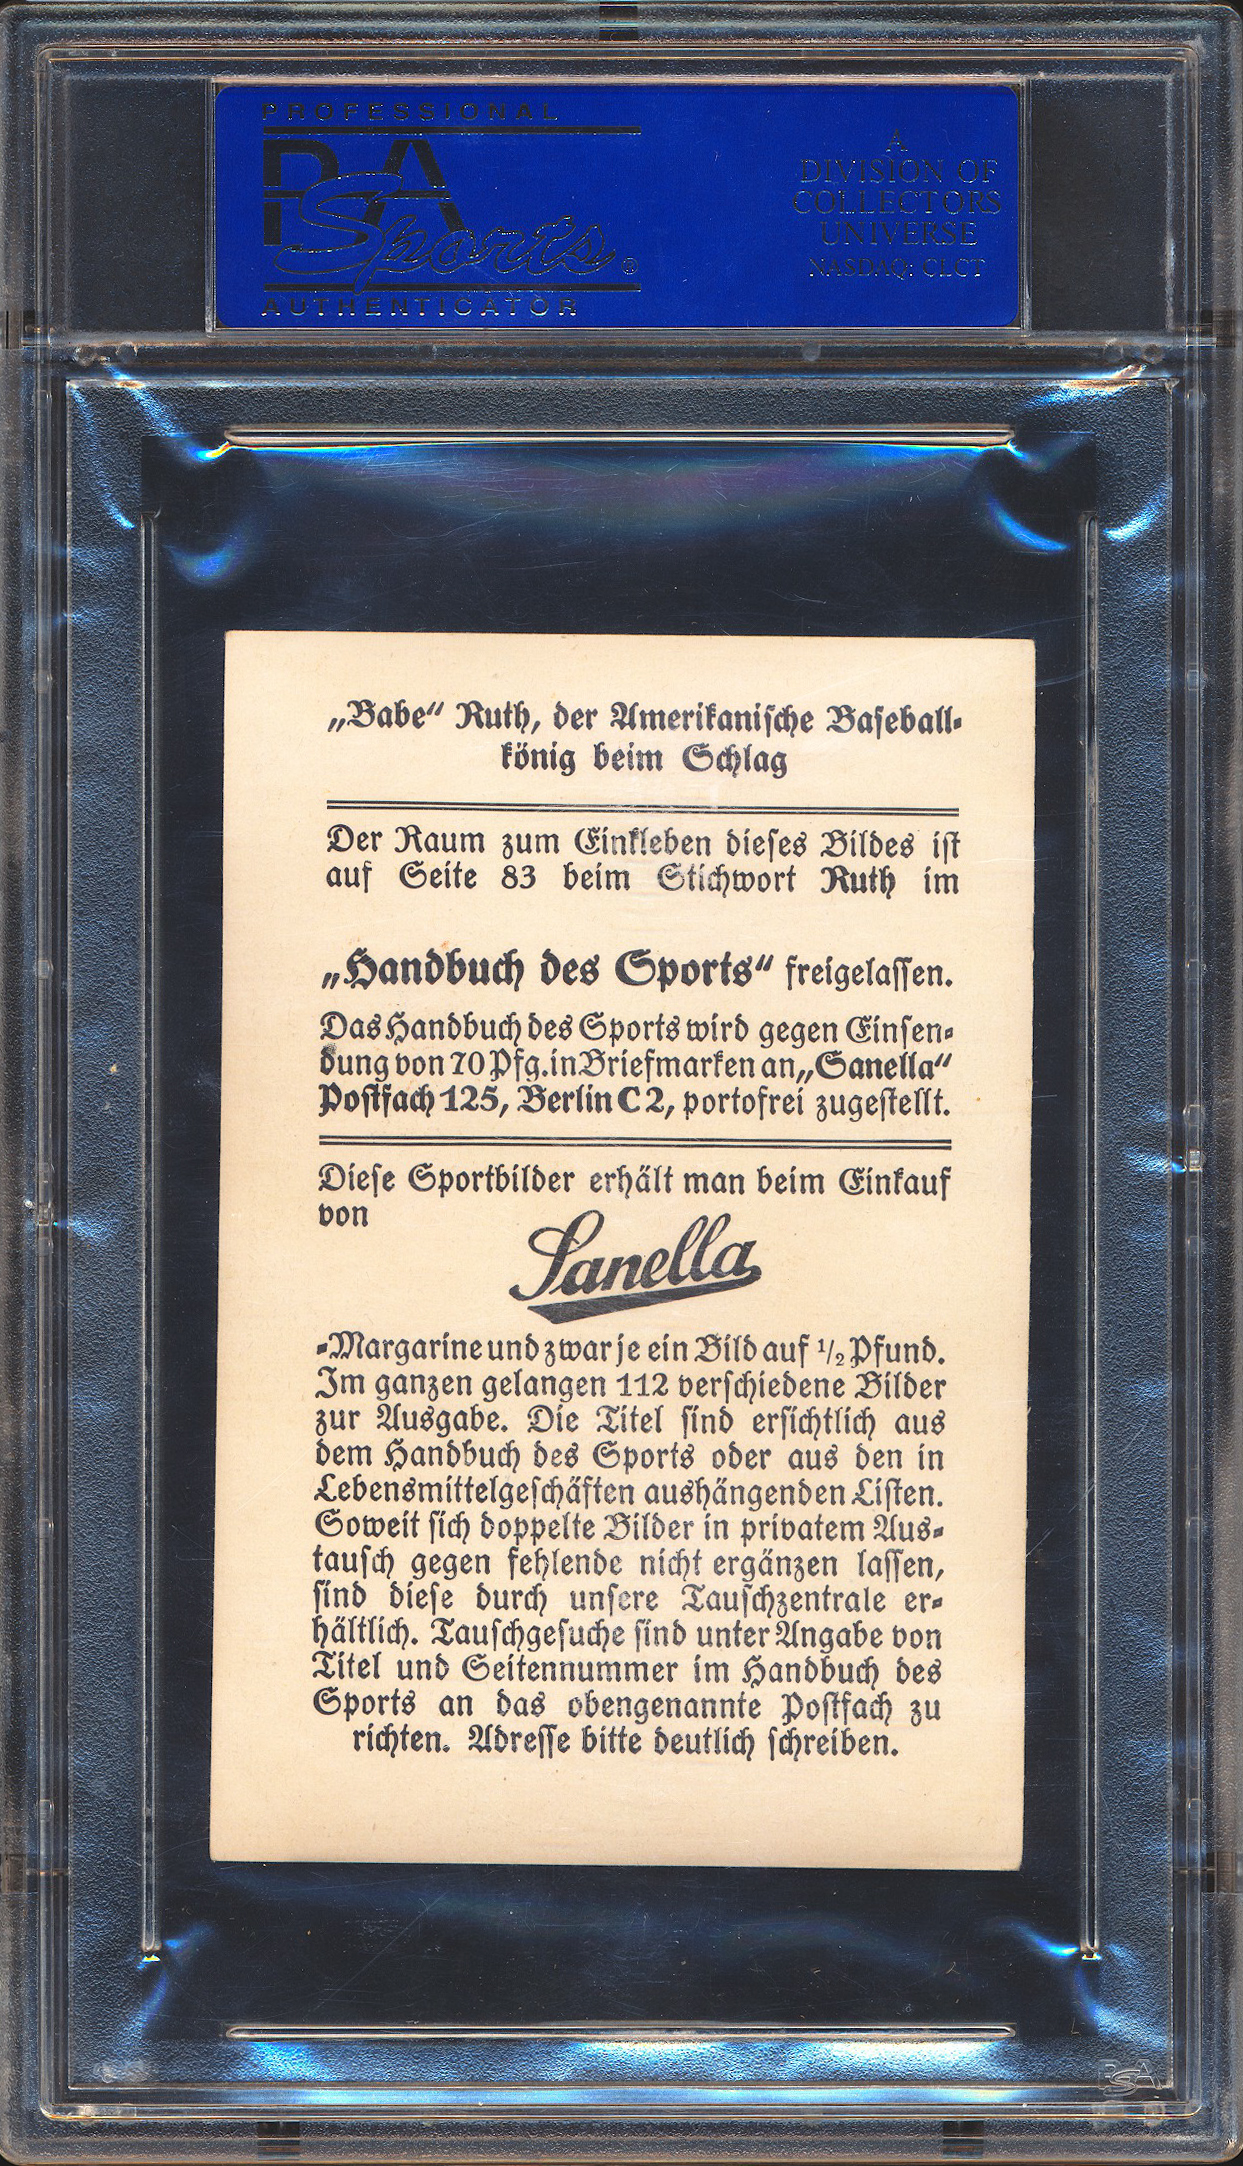 PROFESSIONAL
PSA
Sports®
AUTHENTICATOR
A
DIVISION OF
COLLECTORS
UNIVERSE
NASDAQ: CLCT
„Babe“ Ruth, der Amerikanische Baseball-
könig beim Schlag
Der Raum zum Einkleben dieses Bildes ist
auf Seite 83 beim Stichwort Ruth im
„Handbuch des Sports“ freigelassen.
Das Handbuch des Sports wird gegen Einsen-
dung von 70 Pfg. in Briefmarken an „Sanella“
Postfach 125, Berlin C 2, portofrei zugestellt.
Diese Sportbilder erhält man beim Einkauf
von
Sanella
-Margarine und zwar je ein Bild auf 1/2 Pfund.
Im ganzen gelangen 112 verschiedene Bilder
zur Ausgabe. Die Titel sind ersichtlich aus
dem Handbuch des Sports oder aus den in
Lebensmittelgeschäften aushängenden Listen.
Soweit sich doppelte Bilder in privatem Aus-
tausch gegen fehlende nicht ergänzen lassen,
sind diese durch unsere Tauschzentrale er-
hältlich. Tauschgesuche sind unter Angabe von
Titel und Seitennummer im Handbuch des
Sports an das obengenannte Postfach zu
richten. Adresse bitte deutlich schreiben.
PSA